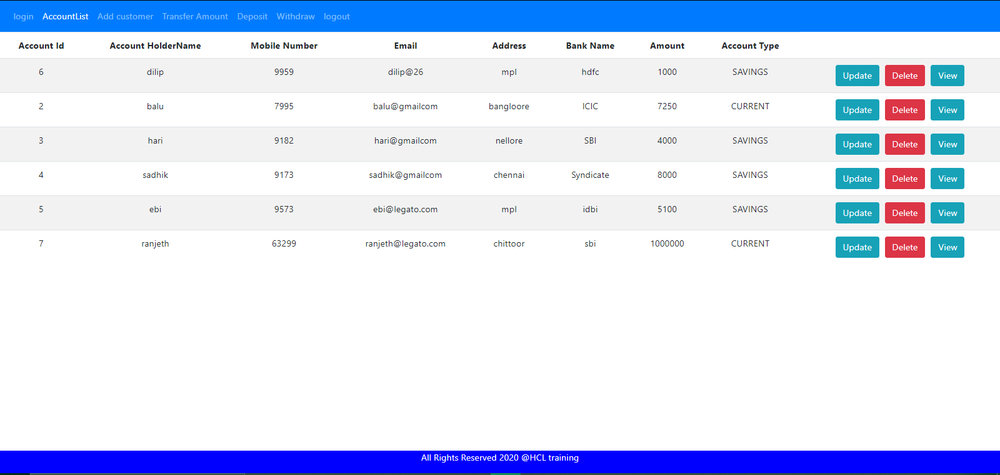 login AccountList Add customer Transfer Amount Deposit Withdraw logout
Account Id Account HolderName Mobile Number Email Address Bank Name Amount Account Type
6 dilip 9959 dilip@26 mpl hdfc 1000 SAVINGS Update Delete View
2 balu 7995 balu@gmailcom bangloore ICIC 7250 CURRENT Update Delete View
3 hari 9182 hari@gmailcom nellore SBI 4000 SAVINGS Update Delete View
4 sadhik 9173 sadhik@gmailcom chennai Syndicate 8000 SAVINGS Update Delete View
5 ebi 9573 ebi@legato.com mpl idbi 5100 SAVINGS Update Delete View
7 ranjeth 63299 ranjeth@legato.com chittoor sbi 1000000 CURRENT Update Delete View
All Rights Reserved 2020 @HCL training